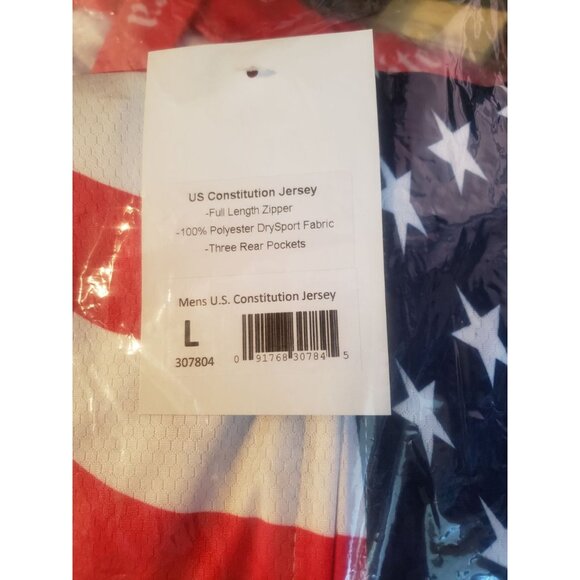 US Constitution Jersey
-Full Length Zipper
-100% Polyester DrySport Fabric
-Three Rear Pockets
Mens U.S. Constitution Jersey
L
307804
0 91768 30784 5